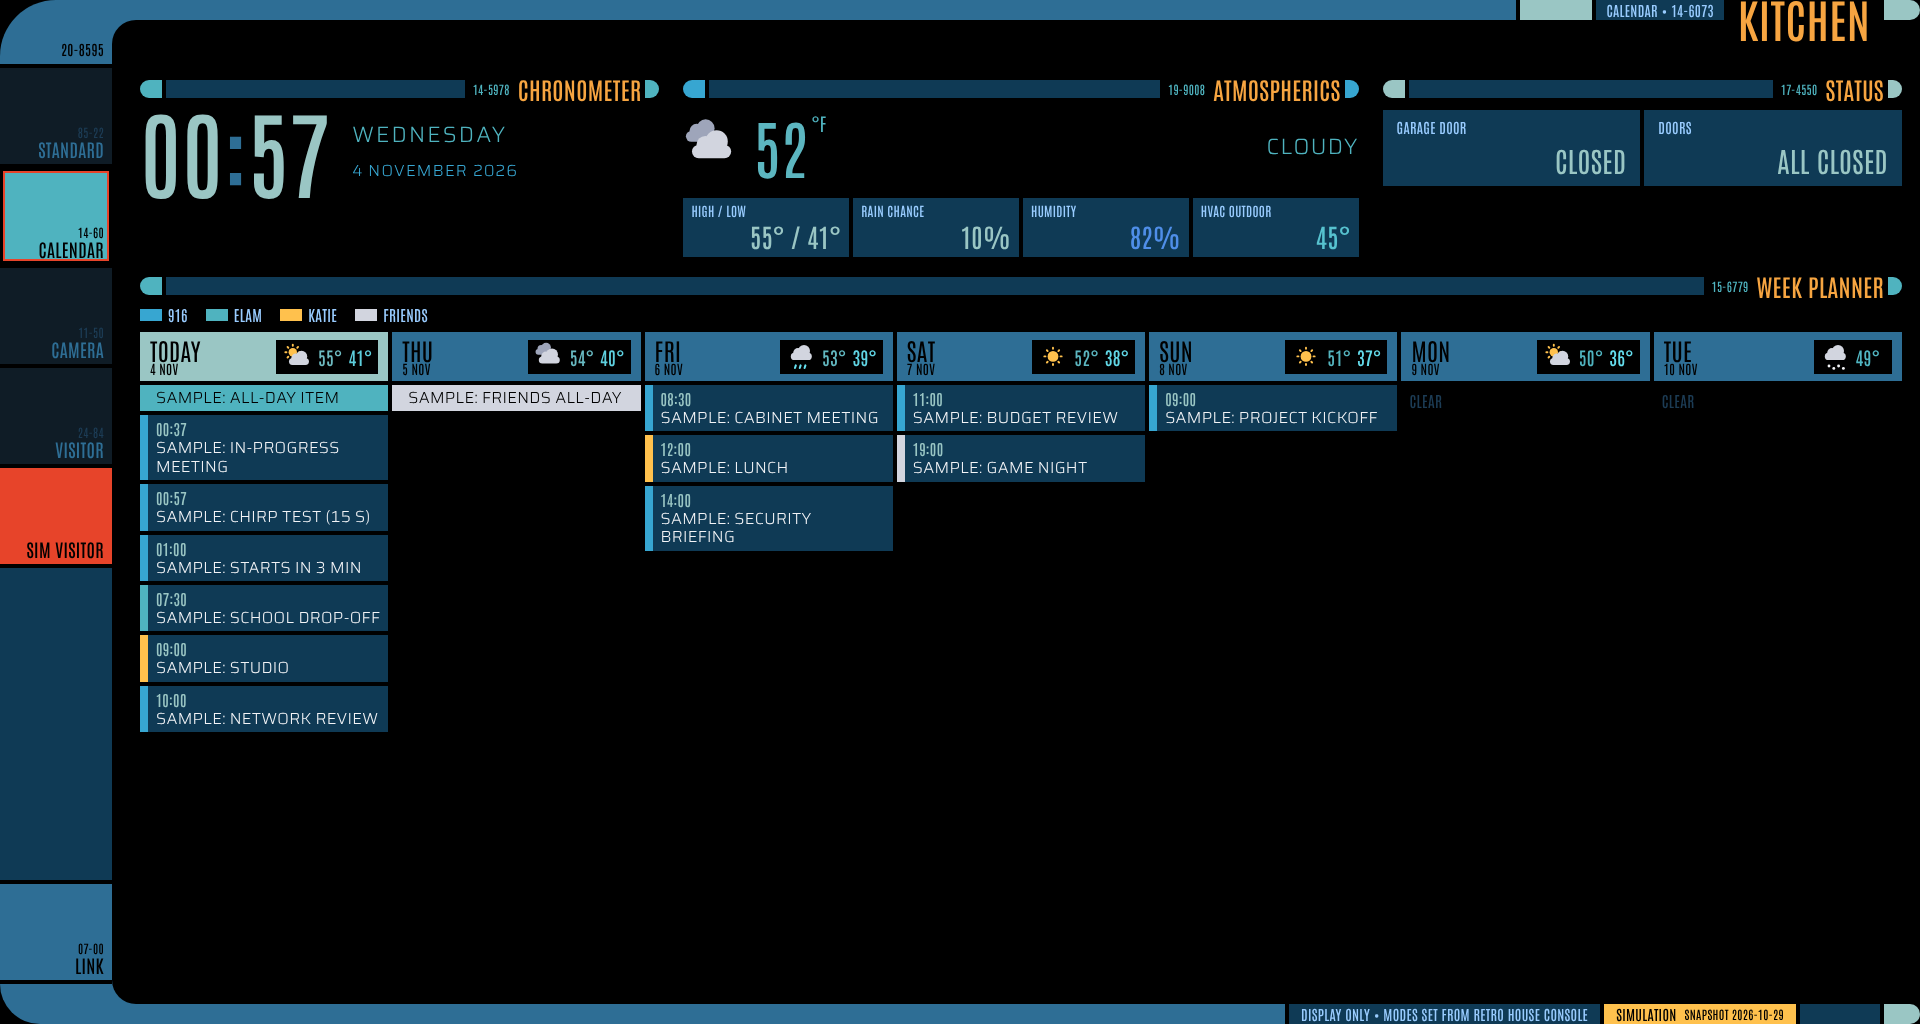 CALENDAR • 14-6073
KITCHEN
20-8595
85-22
STANDARD
14-60
CALENDAR
11-50
CAMERA
24-84
VISITOR
SIM VISITOR
07-00
LINK
14-5978 CHRONOMETER
00:57
WEDNESDAY
4 NOVEMBER 2026
19-9008 ATMOSPHERICS
52 °F
CLOUDY
HIGH / LOW
55° / 41°
RAIN CHANCE
10%
HUMIDITY
82%
HVAC OUTDOOR
45°
17-4550 STATUS
GARAGE DOOR
CLOSED
DOORS
ALL CLOSED
15-6779 WEEK PLANNER
916 ELAM KATIE FRIENDS
TODAY
4 NOV
55° 41°
SAMPLE: ALL-DAY ITEM
00:37
SAMPLE: IN-PROGRESS
MEETING
00:57
SAMPLE: CHIRP TEST (15 S)
01:00
SAMPLE: STARTS IN 3 MIN
07:30
SAMPLE: SCHOOL DROP-OFF
09:00
SAMPLE: STUDIO
10:00
SAMPLE: NETWORK REVIEW
THU
5 NOV
54° 40°
SAMPLE: FRIENDS ALL-DAY
FRI
6 NOV
53° 39°
08:30
SAMPLE: CABINET MEETING
12:00
SAMPLE: LUNCH
14:00
SAMPLE: SECURITY
BRIEFING
SAT
7 NOV
52° 38°
11:00
SAMPLE: BUDGET REVIEW
19:00
SAMPLE: GAME NIGHT
SUN
8 NOV
51° 37°
09:00
SAMPLE: PROJECT KICKOFF
MON
9 NOV
50° 36°
CLEAR
TUE
10 NOV
49°
CLEAR
DISPLAY ONLY • MODES SET FROM RETRO HOUSE CONSOLE
SIMULATION SNAPSHOT 2026-10-29